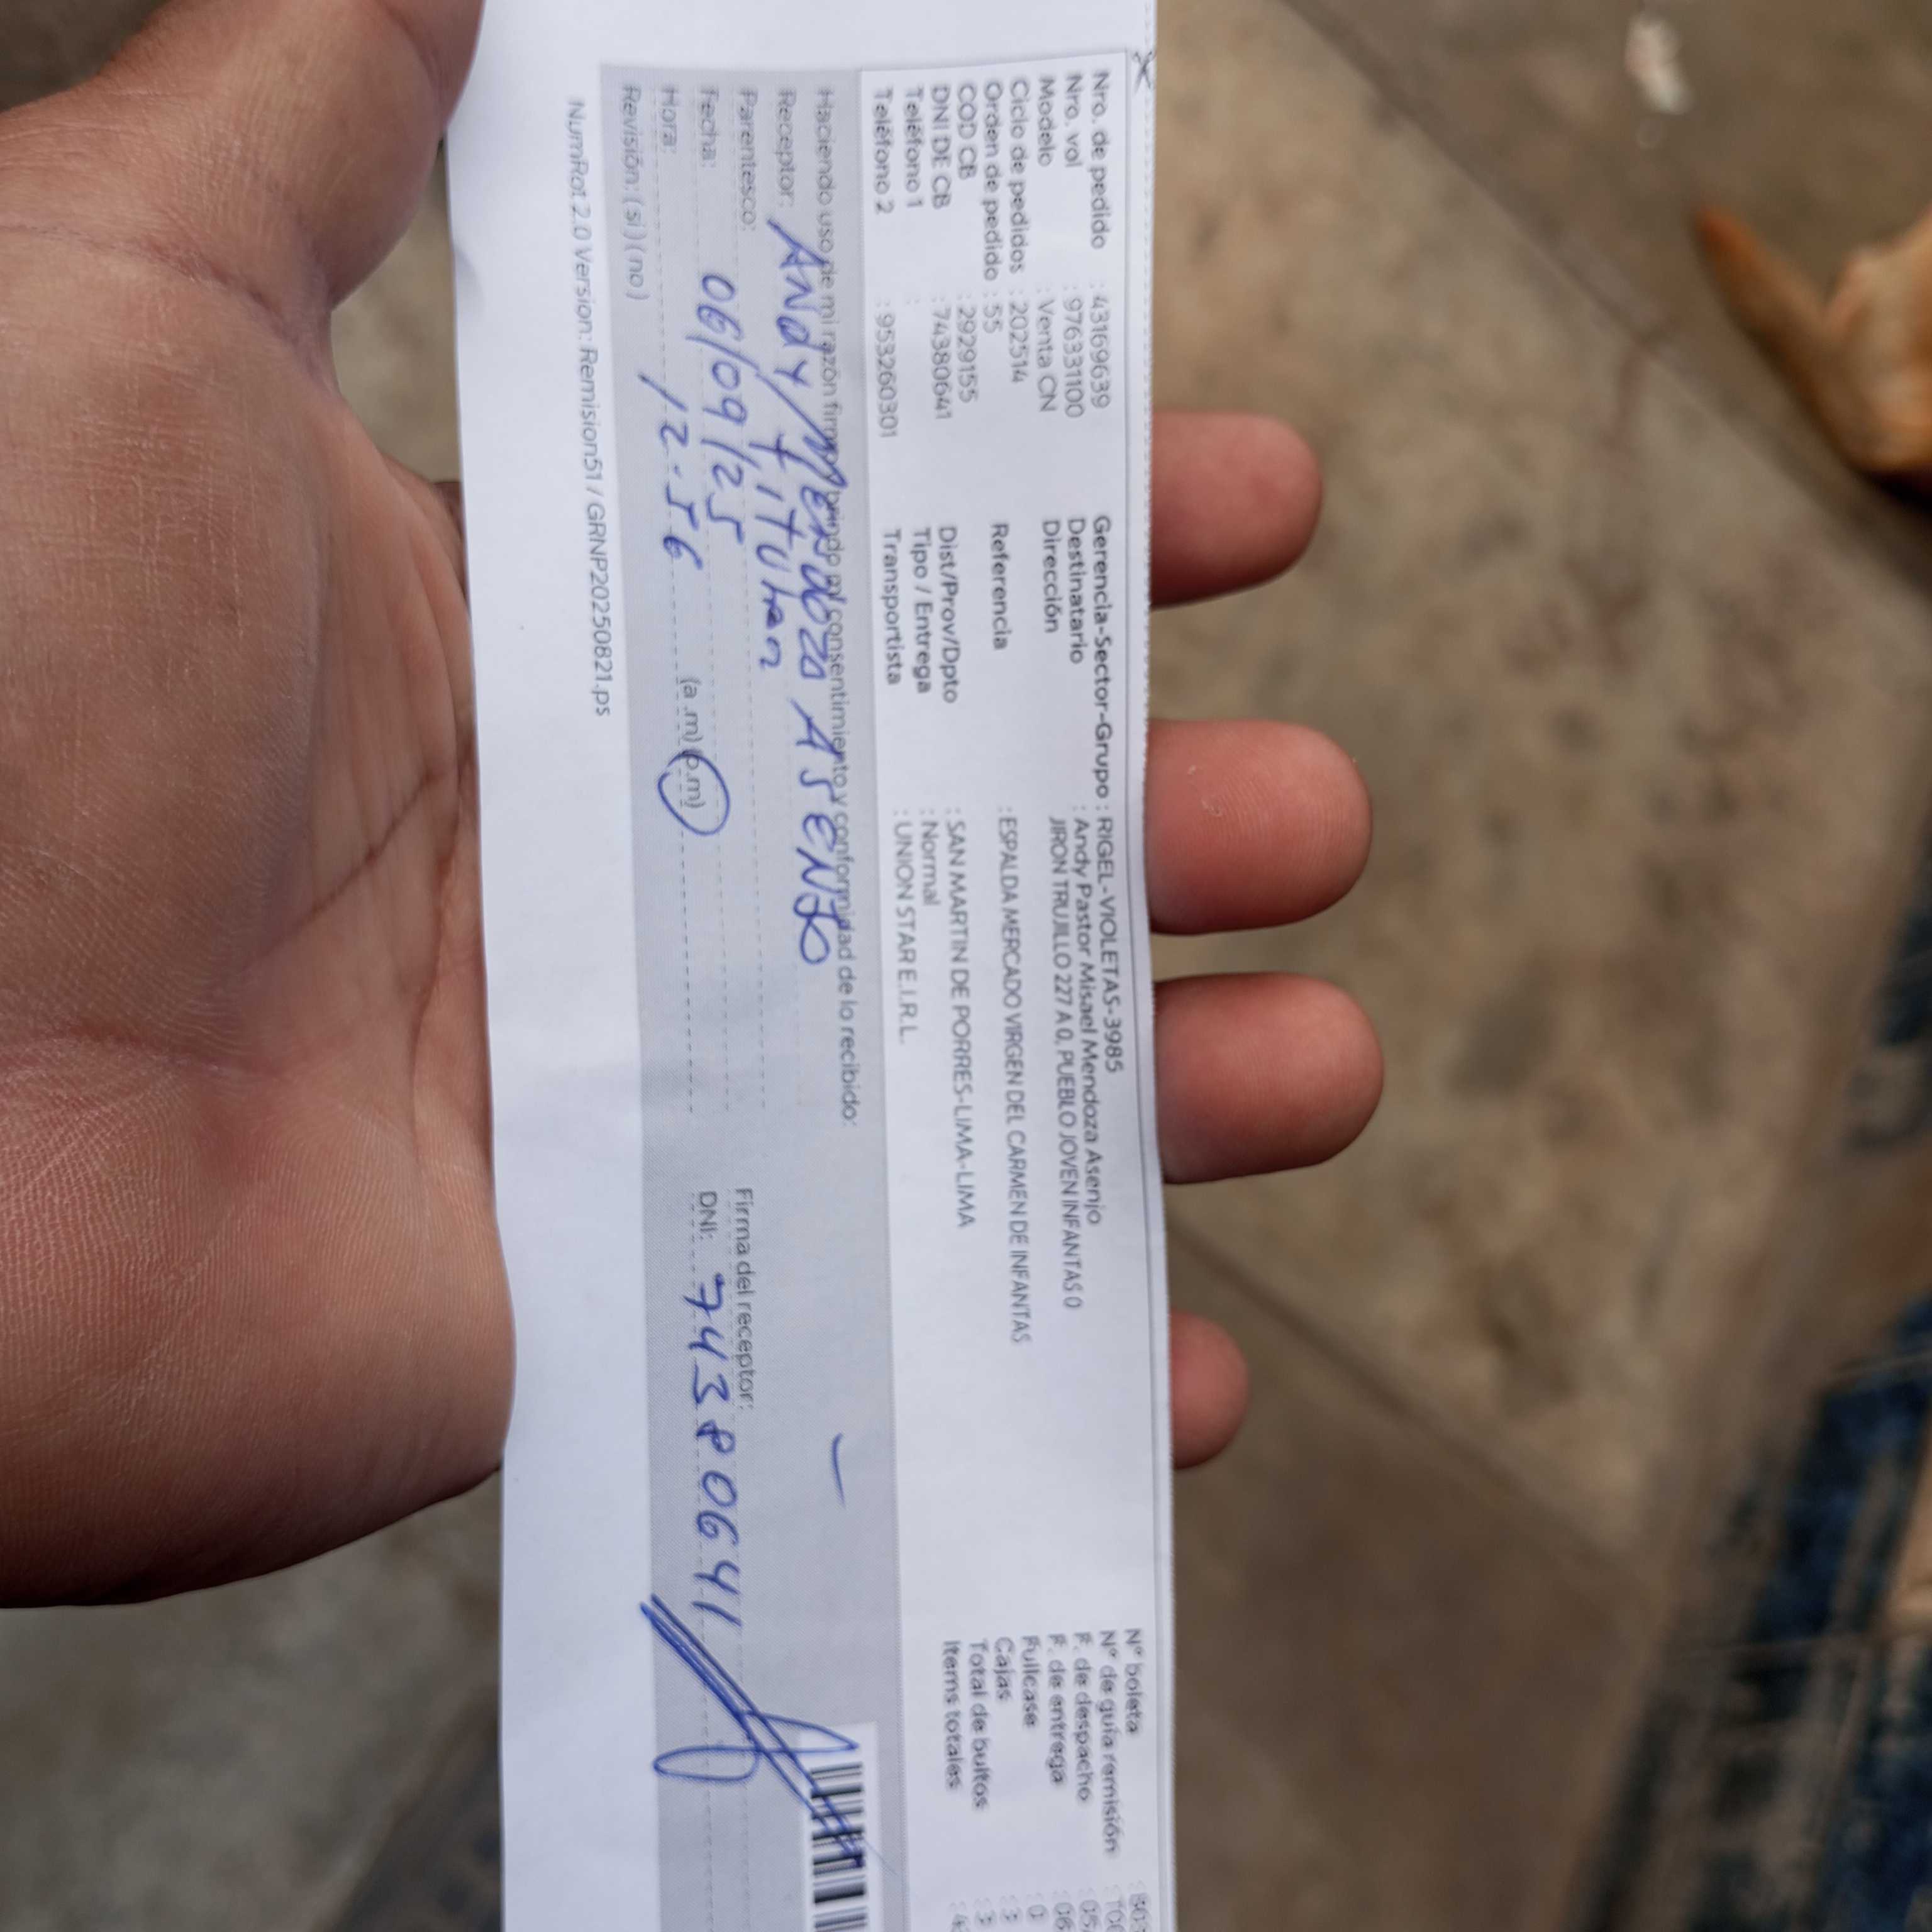 Nro. de pedido : 43169639
Nro. vol : 976331100
Modelo : Venta CN
Ciclo de pedidos : 202514
Orden de pedido : 55
COD CB : 2929155
DNI DE CB : 74380641
Teléfono 1 :
Teléfono 2 : 953260301
Gerencia-Sector-Grupo : RIGEL-VIOLETAS-3985
Destinatario : Andy Pastor Misael Mendoza Asenjo
Dirección JIRON TRUJILLO 227 A 0, PUEBLO JOVEN INFANTAS 0
Referencia : ESPALDA MERCADO VIRGEN DEL CARMEN DE INFANTAS
Dist/Prov/Dpto : SAN MARTIN DE PORRES-LIMA-LIMA
Tipo / Entrega : Normal
Transportista : UNION STAR E.I.R.L.
N° boleta
N° de guía remisión
F. de despacho
F. de entrega
Fullcase : 0
Cajas : 3
Total de bultos : 3
Items totales
Haciendo uso de mi razón firmo brindo mi consentimiento y conformidad de lo recibido:
Receptor: ANdy MENdoza ASENJO
Parentesco: titular
Fecha: 06/09/25
Hora: 12.56 (a.m) (p.m)
Revisión: (si) (no)
Firma del receptor:
DNI: 74380641
NumRot 2.0 Version: Remision51 / GRNP20250821.ps